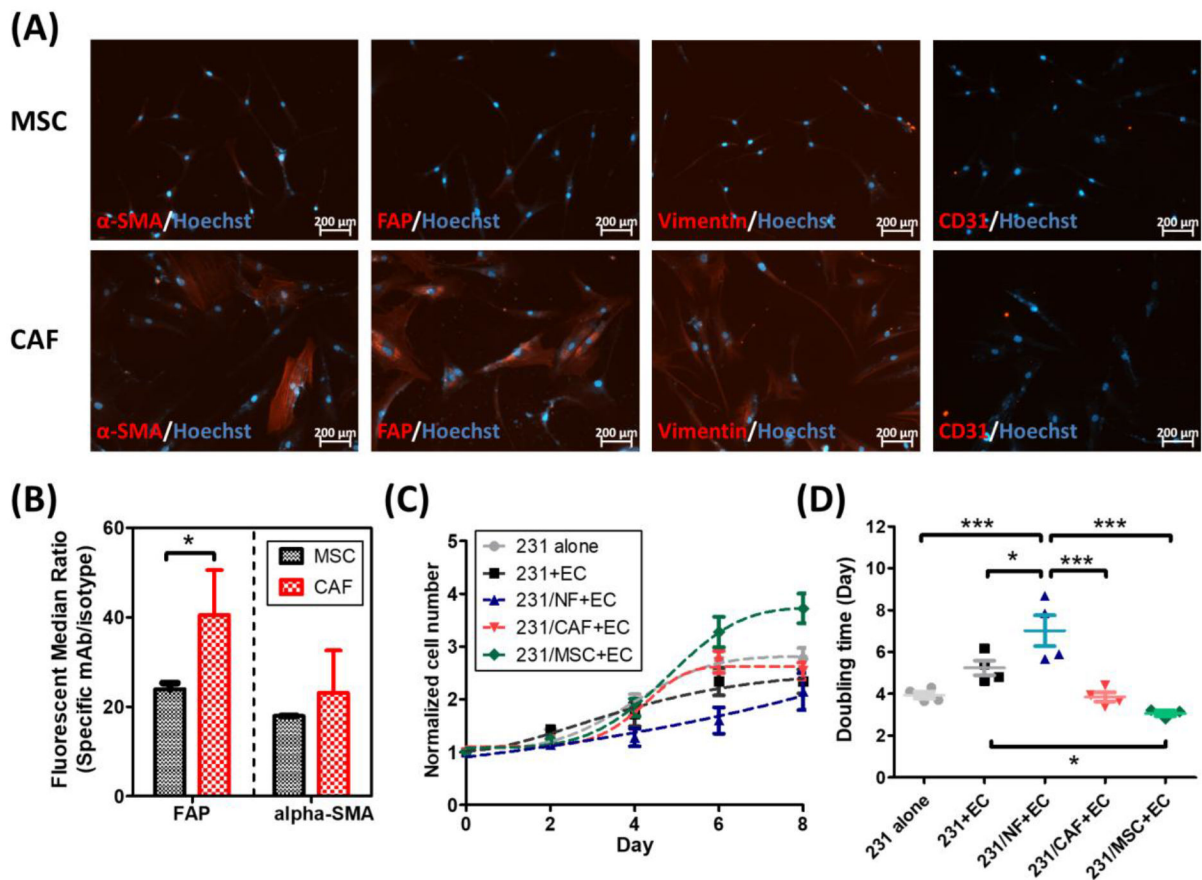 (A)
MSC
α-SMA/Hoechst
200 μm
FAP/Hoechst
200 μm
Vimentin/Hoechst
200 μm
CD31/Hoechst
200 μm
CAF
α-SMA/Hoechst
200 μm
FAP/Hoechst
200 μm
Vimentin/Hoechst
200 μm
CD31/Hoechst
200 μm
(B)
Fluorescent Median Ratio
(Specific mAb/isotype)
60
40
20
0
*
MSC
CAF
FAP
alpha-SMA
(C)
Normalized cell number
5
4
3
2
1
0
231 alone
231+EC
231/NF+EC
231/CAF+EC
231/MSC+EC
0
2
4
6
8
Day
(D)
Doubling time (Day)
12
10
8
6
4
2
0
***
***
*
***
*
231 alone
231+EC
231/NF+EC
231/CAF+EC
231/MSC+EC